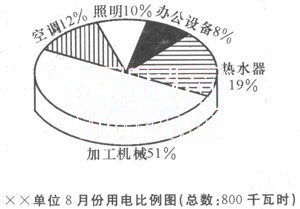 空调12%
照明10%
办公设备8%
热水器
19%
加工机械51%
××单位8月份用电比例图(总数:800千瓦时)